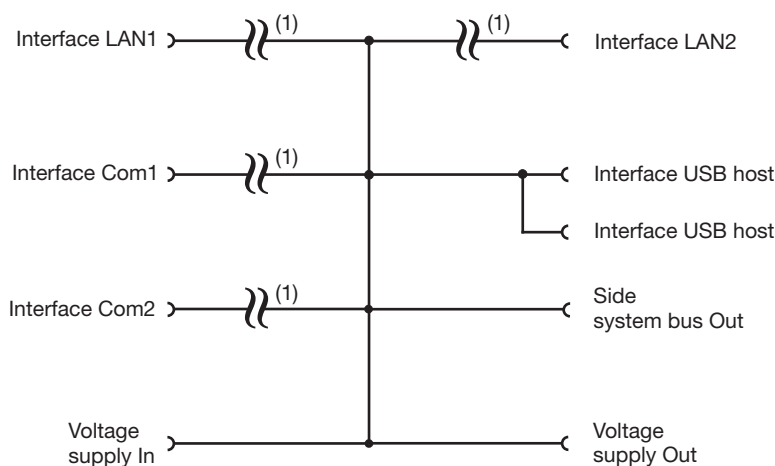 Interface LAN1
(1)
(1)
Interface LAN2
Interface Com1
(1)
Interface USB host
Interface USB host
Interface Com2
(1)
Side
system bus Out
Voltage
supply In
Voltage
supply Out